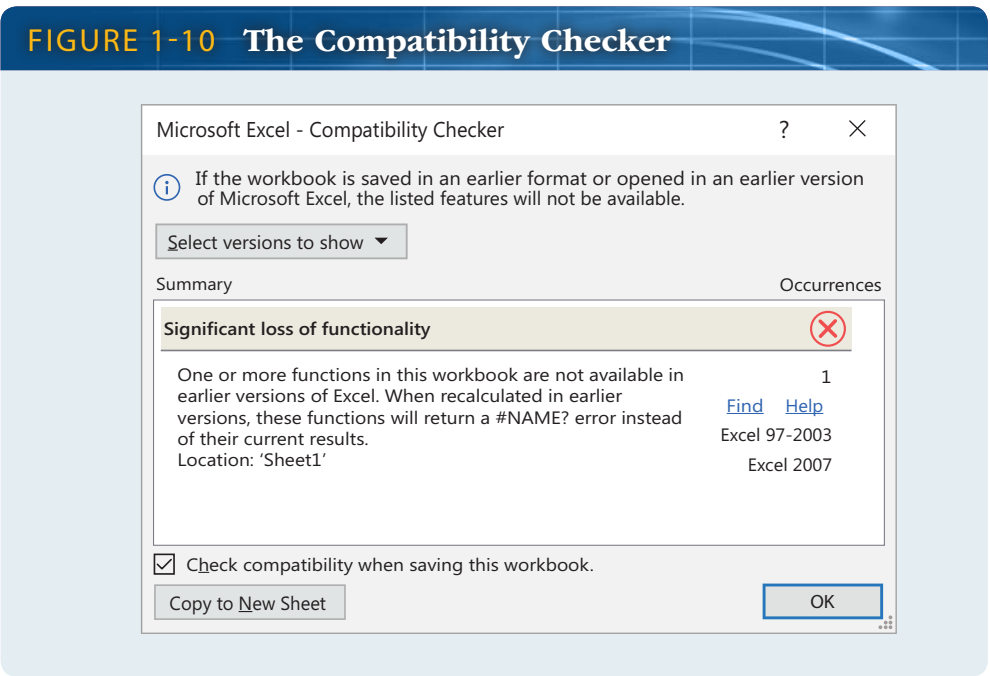 FIGURE 1-10 The Compatibility Checker
Microsoft Excel - Compatibility Checker ?
If the workbook is saved in an earlier format or opened in an earlier version
of Microsoft Excel, the listed features will not be available.
Select versions to show
Summary Occurrences
Significant loss of functionality
One or more functions in this workbook are not available in 1
earlier versions of Excel. When recalculated in earlier Find Help
versions, these functions will return a #NAME? error instead Excel 97-2003
of their current results.
Location: ‘Sheet1’ Excel 2007
Check compatibility when saving this workbook.
Copy to New Sheet OK